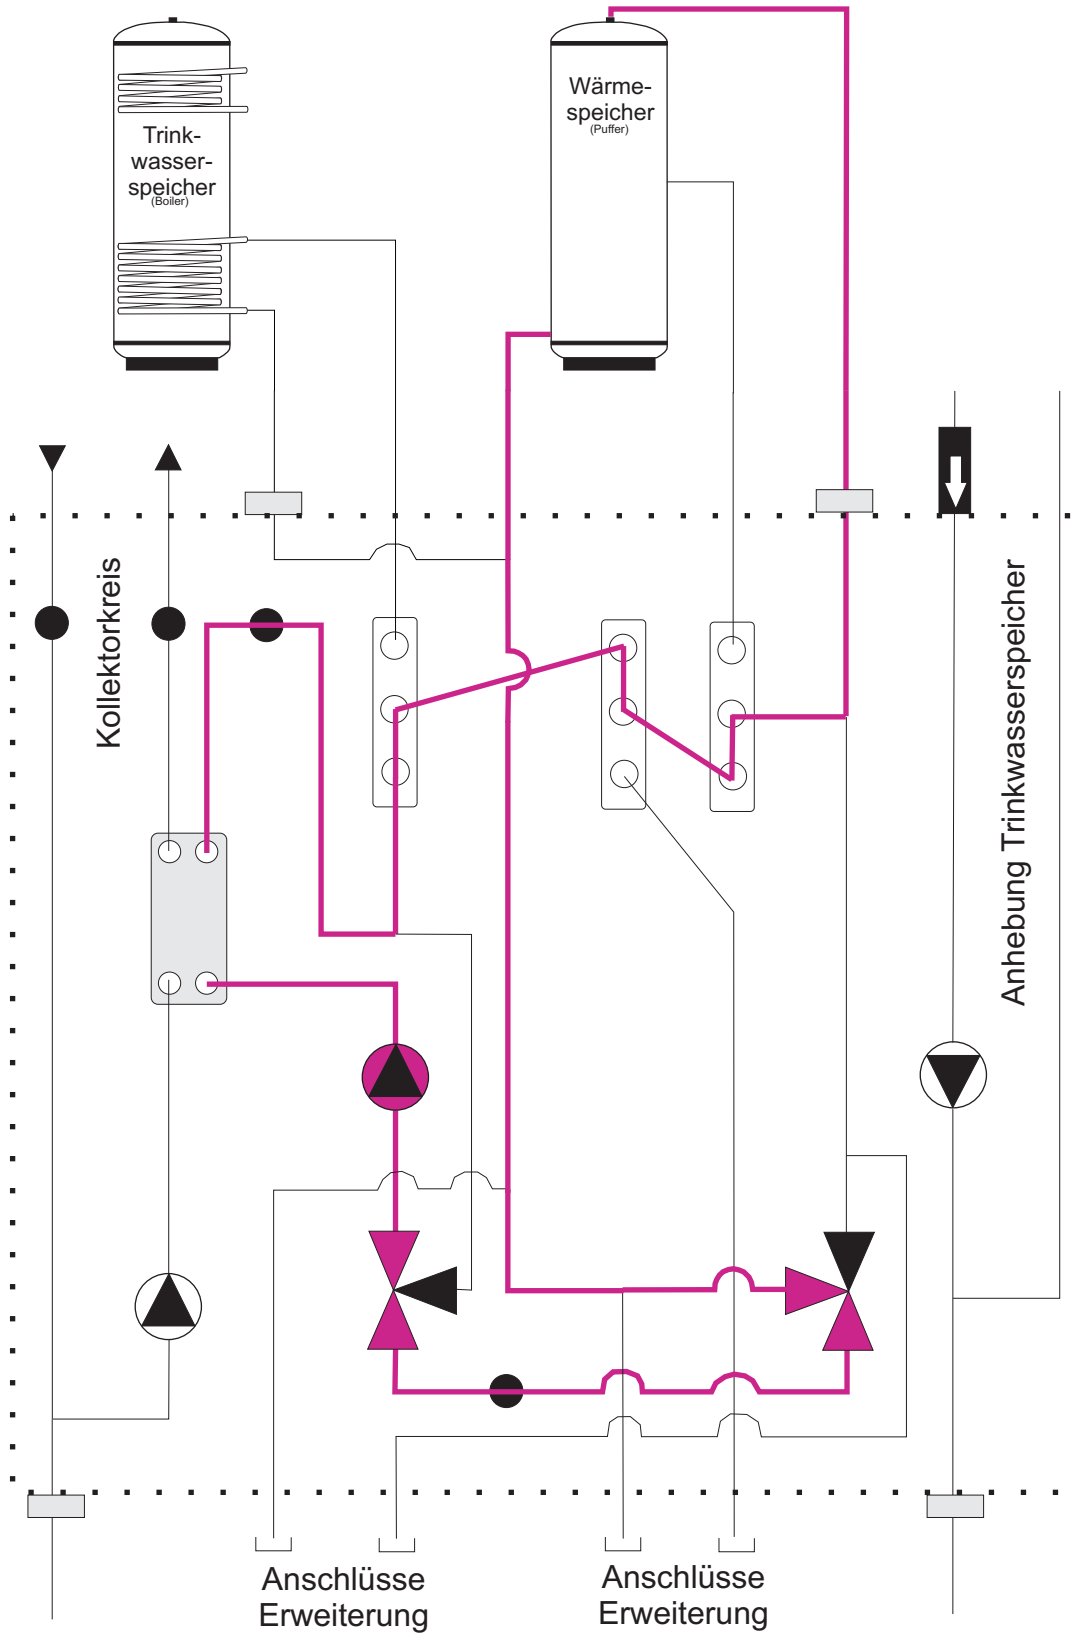 Trink-
wasser-
speicher
(Boiler)
Wärme-
speicher
(Puffer)
Kollektorkreis
Anhebung Trinkwasserspeicher
Anschlüsse
Erweiterung
Anschlüsse
Erweiterung